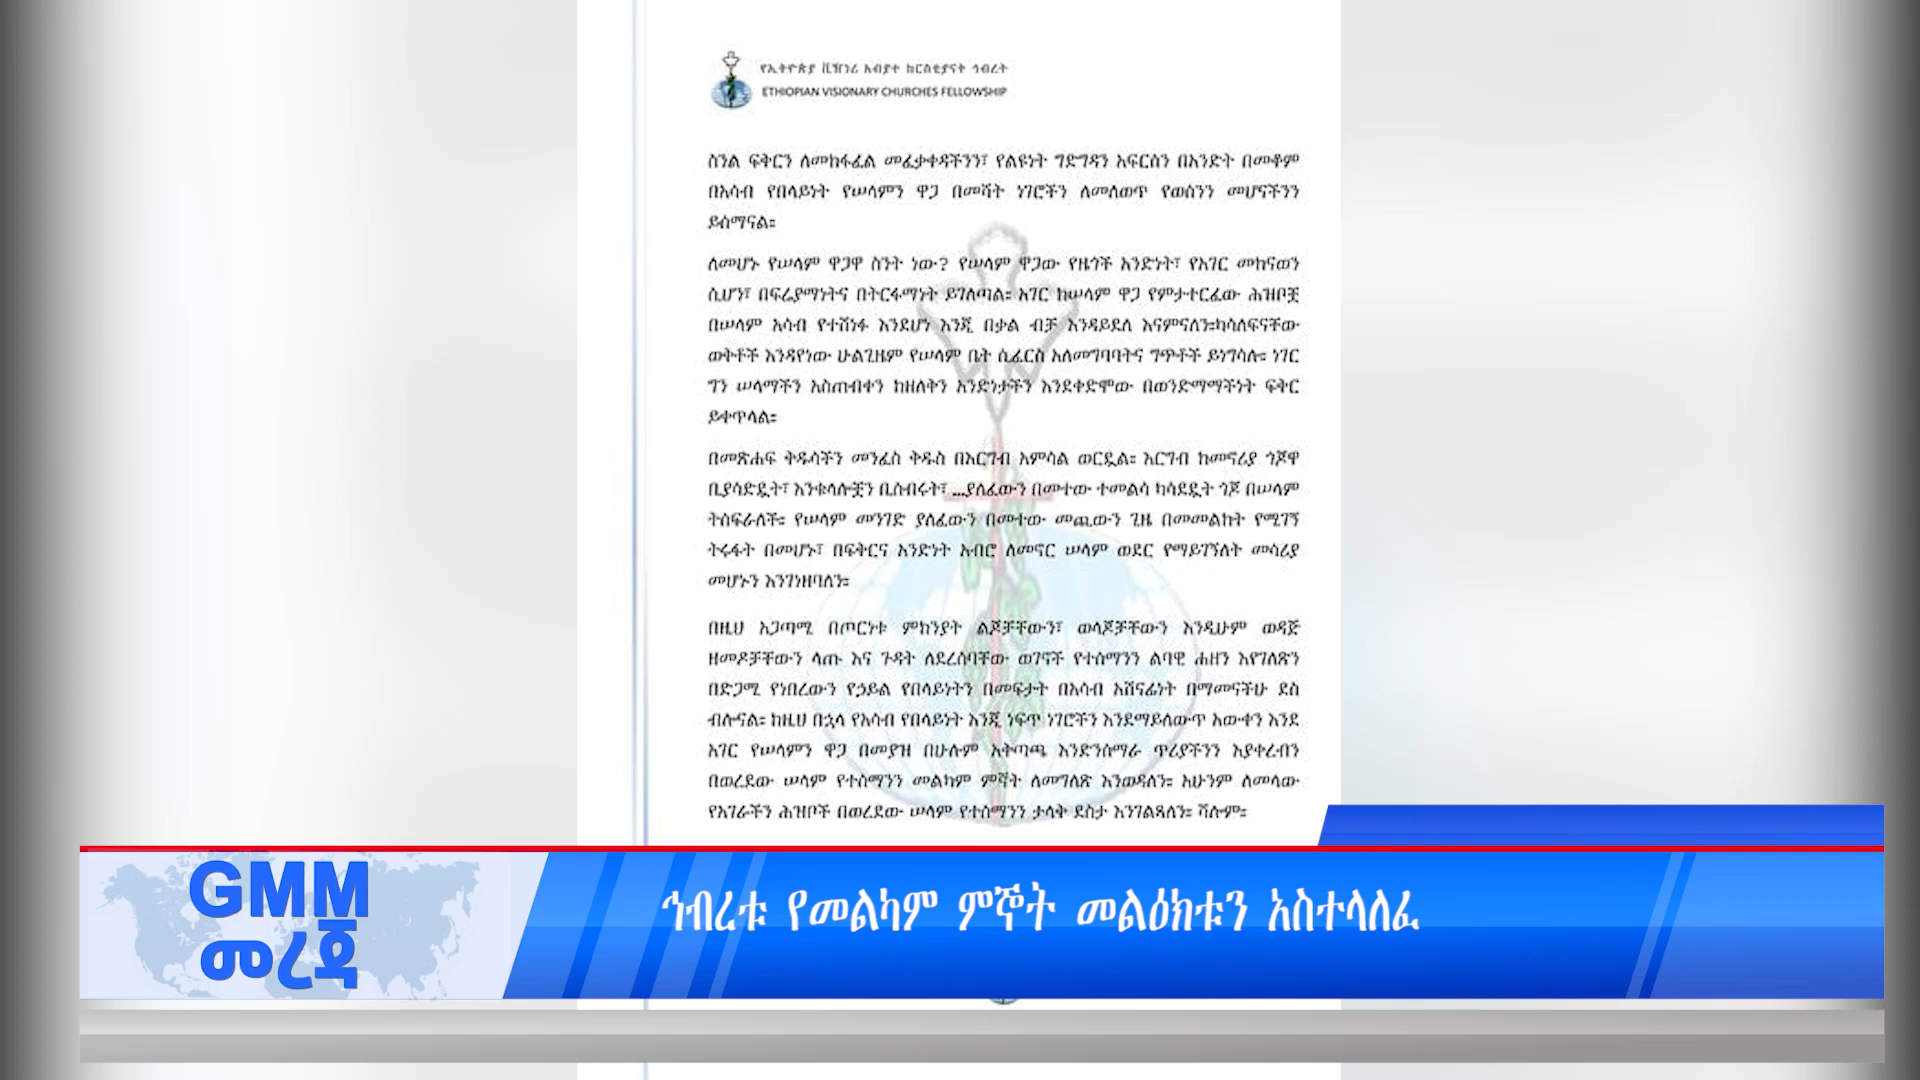 የኢትዮጵያ ቪዥነሪ አብያተ ክርስቲያናት ኅብረት
ETHIOPIAN VISIONARY CHURCHES FELLOWSHIP
ስንል ፍቅርን ለመከፋፈል መፈቃቀዳችንን፣ የልዩነት ግድግዳን አፍርሰን በአንድት በመቆም
በአሳብ የበላይነት የሠላምን ዋጋ በመሻት ነገሮችን ለመለወጥ የወሰንን መሆናችንን
ይሰማናል።
ለመሆኑ የሠላም ዋጋዋ ስንት ነው? የሠላም ዋጋው የዜጎች አንድነት፣ የአገር መከናወን
ሲሆን፣ በፍሬያማነትና በትርፋማነት ይገለጣል። አገር ከሠላም ዋጋ የምታተርፈው ሕዝቦቿ
በሠላም አሳብ የተሸነፉ እንደሆነ እንጂ በቃል ብቻ እንዳይደለ እናምናለን።ካሳለፍናቸው
ወቅቶች እንዳየነው ሁልጊዜም የሠላም ቤት ሲፈርስ አለመግባባትና ግጭቶች ይነግሳሉ። ነገር
ግን ሠላማችን አስጠብቀን ከዘለቅን አንድነታችን እንደቀድሞው በወንድማማችነት ፍቅር
ይቀጥላል።
በመጽሐፍ ቅዱሳችን መንፈስ ቅዱስ በእርግብ አምሳል ወርዷል። እርግብ ከመኖሪያ ጎጆዋ
ቢያሳድዷት፣ እንቁላሎቿን ቢሰብሩት፣ ...ያለፈውን በመተው ተመልሳ ካሳደዷት ጎጆ በሠላም
ትሰፍራለች። የሠላም መንገድ ያለፈውን በመተው መጪውን ጊዜ በመመልከት የሚገኝ
ትሩፋት በመሆኑ፣ በፍቅርና አንድነት አብሮ ለመኖር ሠላም ወደር የማይገኝለት መሳሪያ
መሆኑን እንገነዘባለን።
በዚህ አጋጣሚ በጦርነቱ ምክንያት ልጆቻቸውን፣ ወላጆቻቸውን እንዲሁም ወዳጅ
ዘመዶቻቸውን ላጡ እና ጉዳት ለደረሰባቸው ወገኖች የተሰማንን ልባዊ ሐዘን እየገለጽን
በድጋሚ የነበረውን የኃይል የበላይነትን በመፍታት በአሳብ አሸናፊነት በማመናችሁ ደስ
ብሎናል። ከዚህ በኋላ የአሳብ የበላይነት እንጂ ነፍጥ ነገሮችን እንደማይለውጥ አውቀን እንደ
አገር የሠላምን ዋጋ በመያዝ በሁሉም አቅጣጫ እንድንሰማራ ጥሪያችንን እያቀረብን
በወረደው ሠላም የተሰማንን መልካም ምኞት ለመግለጽ እንወዳለን። አሁንም ለመላው
የአገራችን ሕዝቦች በወረደው ሠላም የተሰማንን ታላቅ ደስታ እንገልጻለን። ሻሎም።
GMM
መረጃ
ኅብረቱ የመልካም ምኞት መልዕክቱን አስተላለፈ